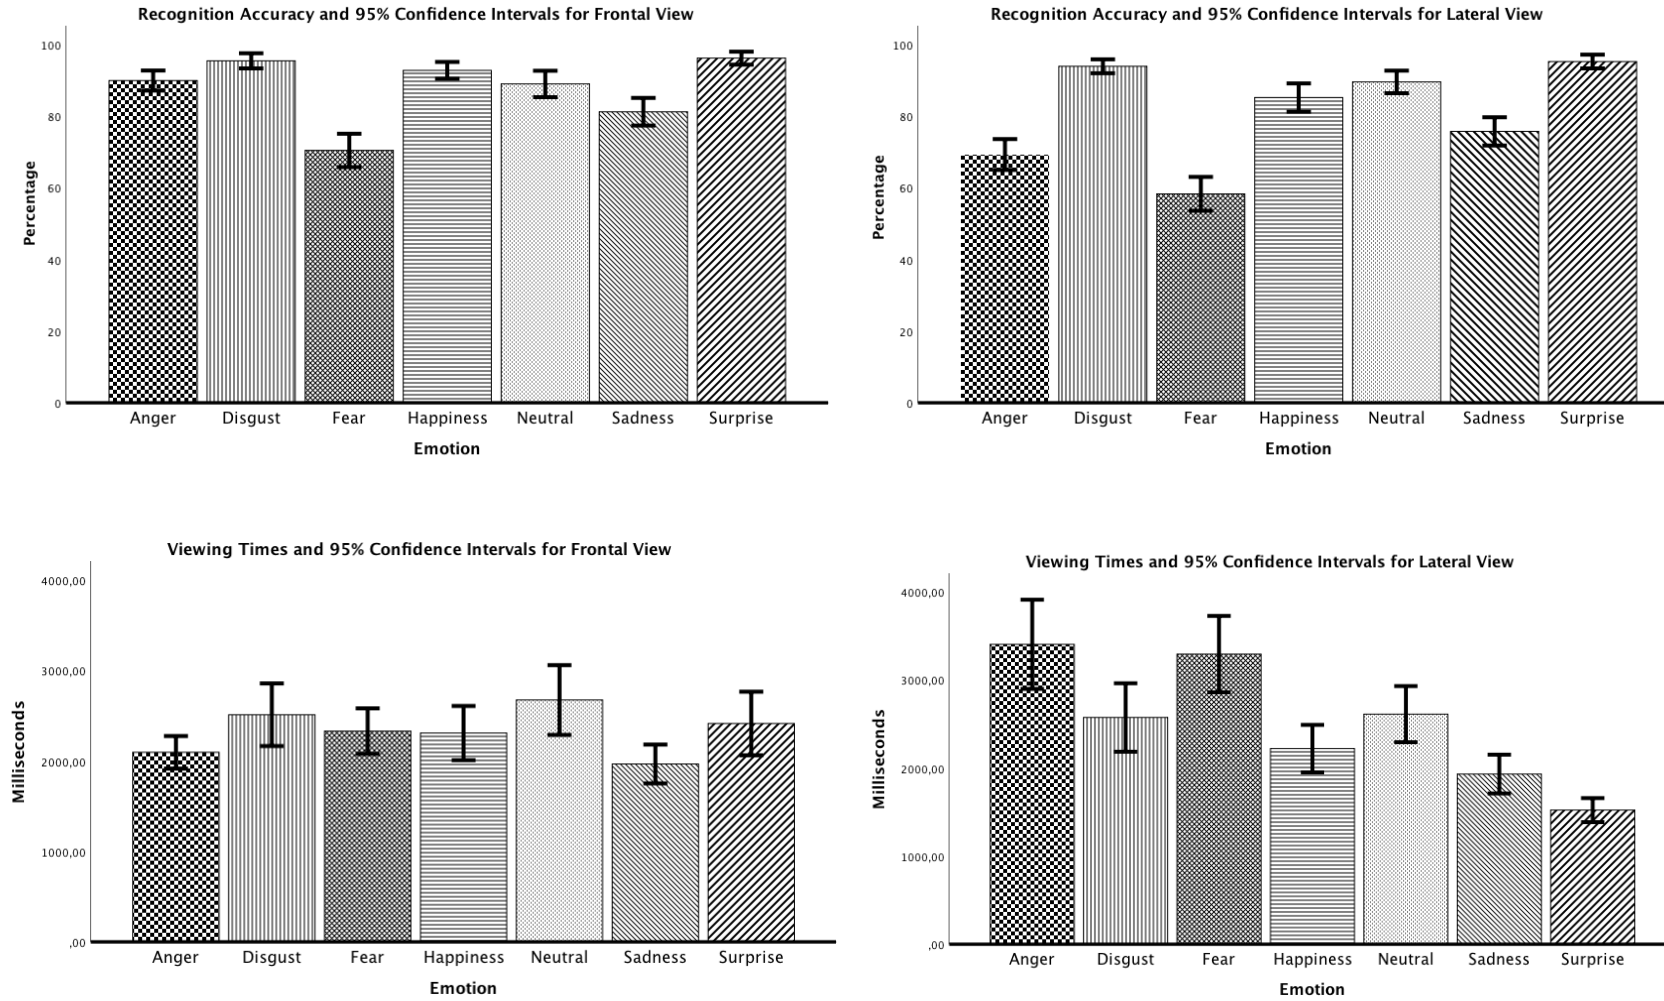 Recognition Accuracy and 95% Confidence Intervals for Frontal View
100
80
60
40
20
0
Percentage
Anger Disgust Fear Happiness Neutral Sadness Surprise
Emotion
Recognition Accuracy and 95% Confidence Intervals for Lateral View
100
80
60
40
20
0
Percentage
Anger Disgust Fear Happiness Neutral Sadness Surprise
Emotion
Viewing Times and 95% Confidence Intervals for Frontal View
4000,00
3000,00
2000,00
1000,00
,00
Milliseconds
Anger Disgust Fear Happiness Neutral Sadness Surprise
Emotion
Viewing Times and 95% Confidence Intervals for Lateral View
4000,00
3000,00
2000,00
1000,00
,00
Milliseconds
Anger Disgust Fear Happiness Neutral Sadness Surprise
Emotion